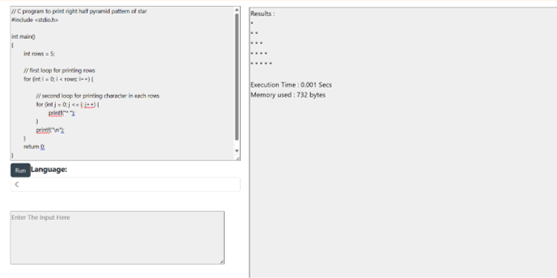 // C program to print right half pyramid pattern of star
#include <stdio.h>
int main()
{
int rows = 5;
// first loop for printing rows
for (int i = 0; i < rows; i++) {
// second loop for printing character in each rows
for (int j = 0; j <= i; j++) {
printf("* ");
}
printf("\n");
}
return 0;
}
Run Language:
C
Enter The Input Here
Results :
*
* *
* * *
* * * *
* * * * *
Execution Time : 0.001 Secs
Memory used : 732 bytes